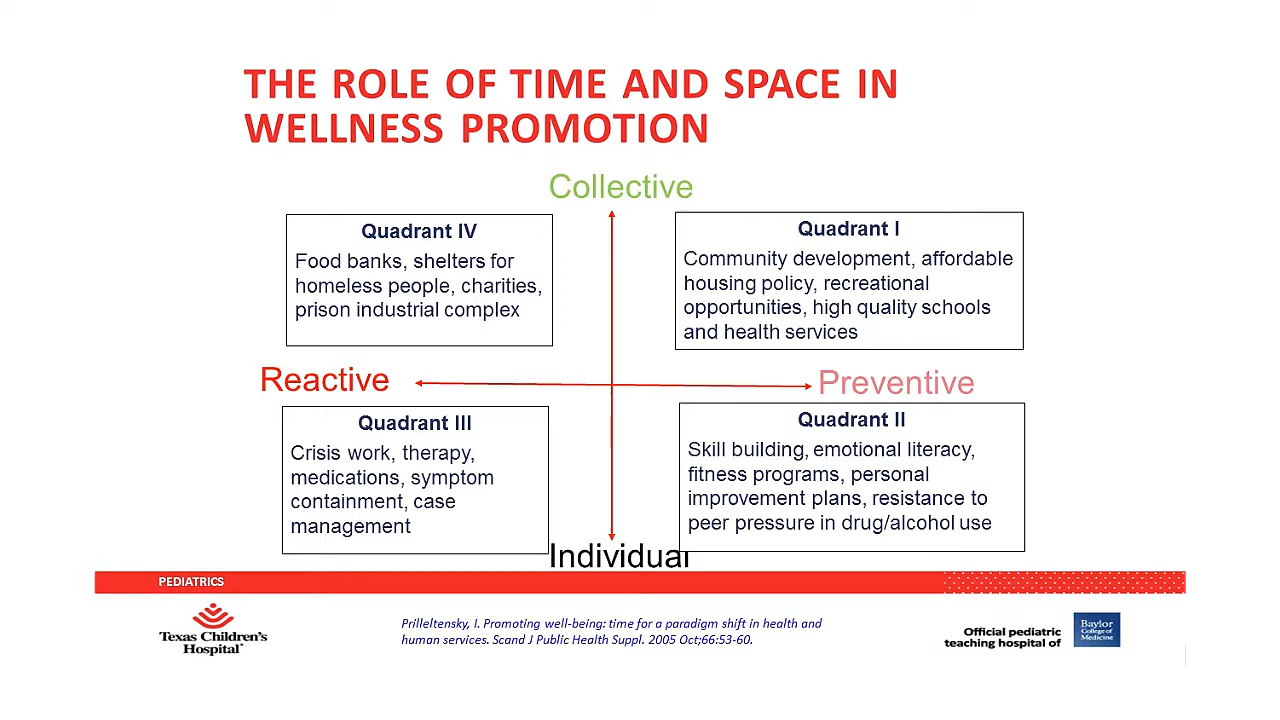 THE ROLE OF TIME AND SPACE IN
WELLNESS PROMOTION
Collective
Quadrant IV
Food banks, shelters for
homeless people, charities,
prison industrial complex
Quadrant I
Community development, affordable
housing policy, recreational
opportunities, high quality schools
and health services
Reactive
Preventive
Quadrant III
Crisis work, therapy,
medications, symptom
containment, case
management
Quadrant II
Skill building, emotional literacy,
fitness programs, personal
improvement plans, resistance to
peer pressure in drug/alcohol use
Individual
PEDIATRICS
Texas Children's
Hospital®
Prilleltensky, I. Promoting well-being: time for a paradigm shift in health and
human services. Scand J Public Health Suppl. 2005 Oct;66:53-60.
Official pediatric
teaching hospital of
Baylor
College of
Medicine